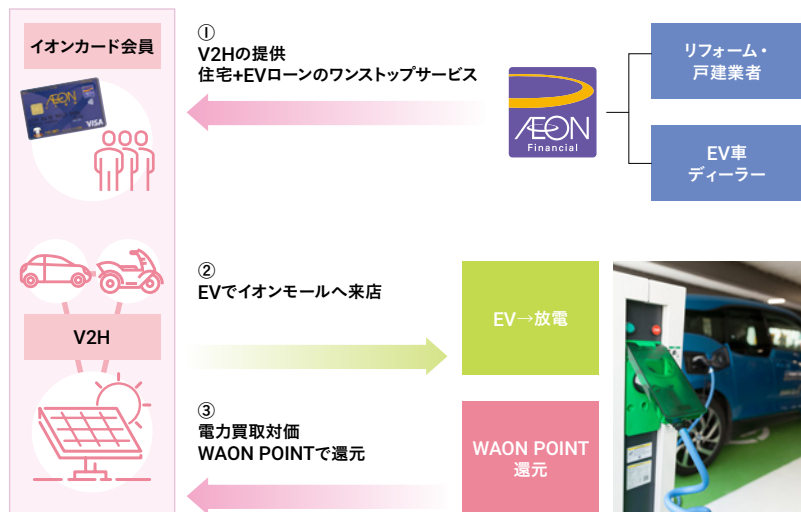 イオンカード会員
AEON
VISA
①
V2Hの提供
住宅+EVローンのワンストップサービス
AEON
Financial
リフォーム・
戸建業者
EV車
ディーラー
V2H
②
EVでイオンモールへ来店
EV→放電
③
電力買取対価
WAON POINTで還元
WAON POINT
還元